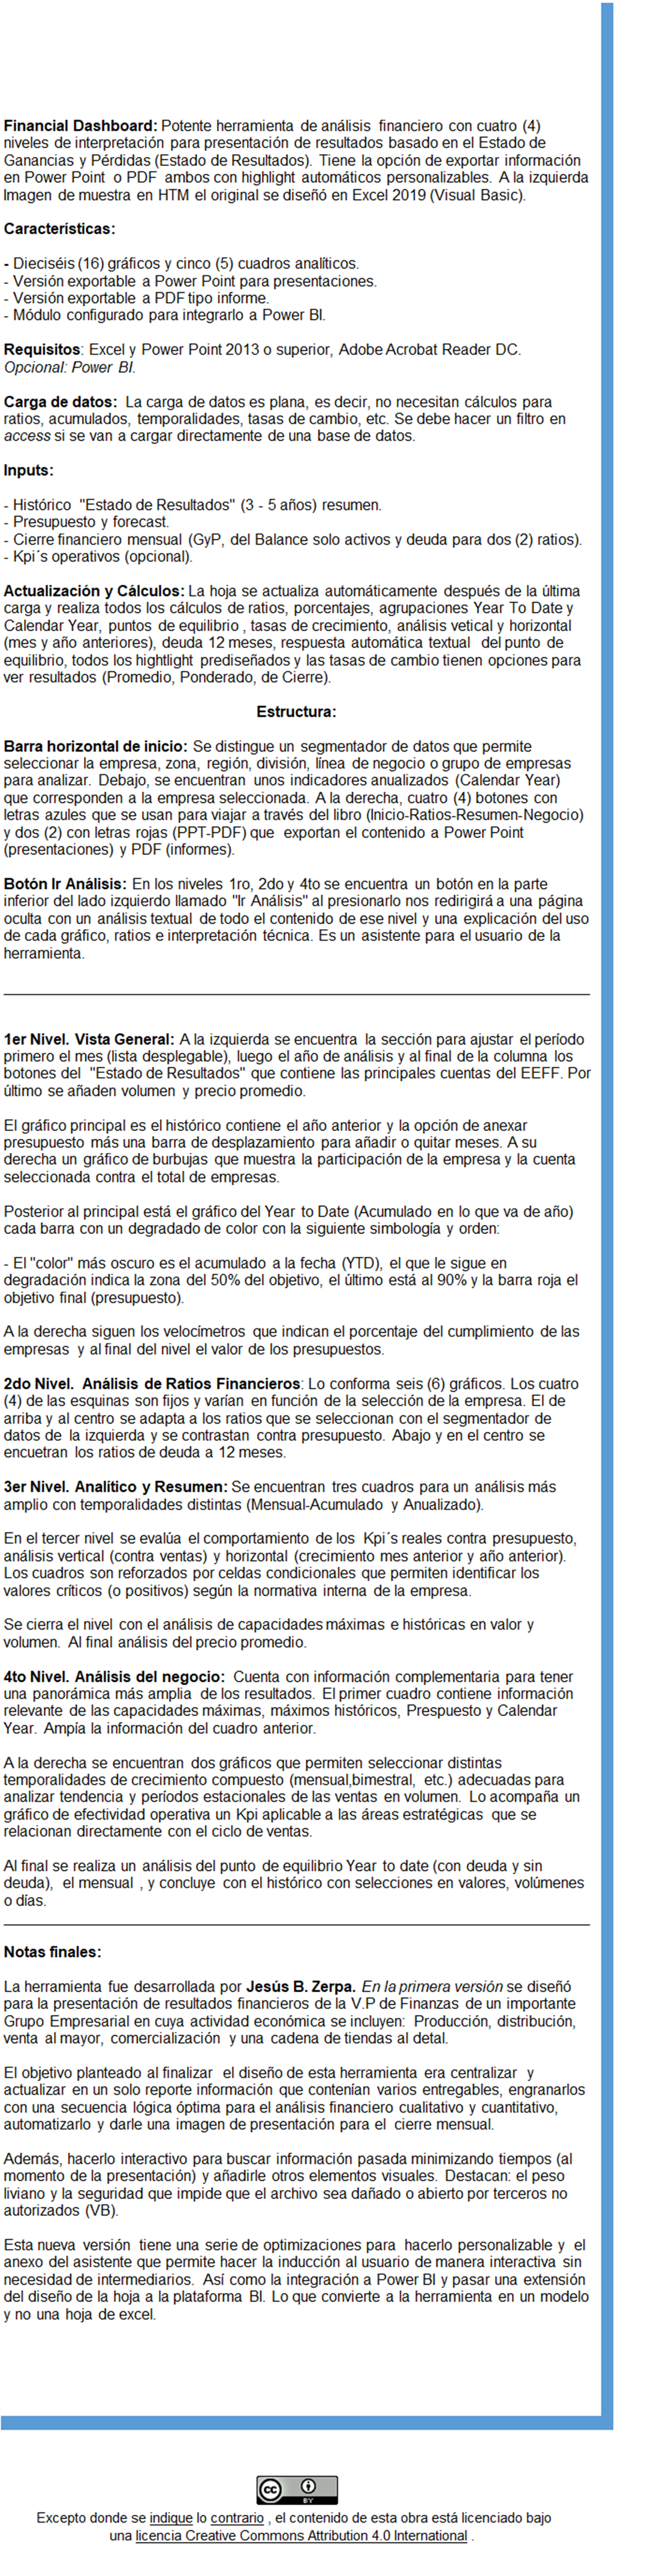 Financial Dashboard: Potente herramienta de análisis financiero con cuatro (4)
niveles de interpretación para presentación de resultados basado en el Estado de
Ganancias y Pérdidas (Estado de Resultados). Tiene la opción de exportar información
en Power Point o PDF ambos con highlight automáticos personalizables. A la izquierda
Imagen de muestra en HTM el original se diseñó en Excel 2019 (Visual Basic).
Características:
- Dieciséis (16) gráficos y cinco (5) cuadros analíticos.
- Versión exportable a Power Point para presentaciones.
- Versión exportable a PDF tipo informe.
- Módulo configurado para integrarlo a Power BI.
Requisitos: Excel y Power Point 2013 o superior, Adobe Acrobat Reader DC.
Opcional: Power BI.
Carga de datos: La carga de datos es plana, es decir, no necesitan cálculos para
ratios, acumulados, temporalidades, tasas de cambio, etc. Se debe hacer un filtro en
access si se van a cargar directamente de una base de datos.
Inputs:
- Histórico "Estado de Resultados" (3 - 5 años) resumen.
- Presupuesto y forecast.
- Cierre financiero mensual (GyP, del Balance solo activos y deuda para dos (2) ratios).
- Kpi´s operativos (opcional).
Actualización y Cálculos: La hoja se actualiza automáticamente después de la última
carga y realiza todos los cálculos de ratios, porcentajes, agrupaciones Year To Date y
Calendar Year, puntos de equilibrio , tasas de crecimiento, análisis vetical y horizontal
(mes y año anteriores), deuda 12 meses, respuesta automática textual del punto de
equilibrio, todos los hightlight prediseñados y las tasas de cambio tienen opciones para
ver resultados (Promedio, Ponderado, de Cierre).
Estructura:
Barra horizontal de inicio: Se distingue un segmentador de datos que permite
seleccionar la empresa, zona, región, división, línea de negocio o grupo de empresas
para analizar. Debajo, se encuentran unos indicadores anualizados (Calendar Year)
que corresponden a la empresa seleccionada. A la derecha, cuatro (4) botones con
letras azules que se usan para viajar a través del libro (Inicio-Ratios-Resumen-Negocio)
y dos (2) con letras rojas (PPT-PDF) que exportan el contenido a Power Point
(presentaciones) y PDF (informes).
Botón Ir Análisis: En los niveles 1ro, 2do y 4to se encuentra un botón en la parte
inferior del lado izquierdo llamado "Ir Análisis" al presionarlo nos redirigirá a una página
oculta con un análisis textual de todo el contenido de ese nivel y una explicación del uso
de cada gráfico, ratios e interpretación técnica. Es un asistente para el usuario de la
herramienta.
1er Nivel. Vista General: A la izquierda se encuentra la sección para ajustar el período
primero el mes (lista desplegable), luego el año de análisis y al final de la columna los
botones del "Estado de Resultados" que contiene las principales cuentas del EEFF. Por
último se añaden volumen y precio promedio.
El gráfico principal es el histórico contiene el año anterior y la opción de anexar
presupuesto más una barra de desplazamiento para añadir o quitar meses. A su
derecha un gráfico de burbujas que muestra la participación de la empresa y la cuenta
seleccionada contra el total de empresas.
Posterior al principal está el gráfico del Year to Date (Acumulado en lo que va de año)
cada barra con un degradado de color con la siguiente simbología y orden:
- El "color" más oscuro es el acumulado a la fecha (YTD), el que le sigue en
degradación indica la zona del 50% del objetivo, el último está al 90% y la barra roja el
objetivo final (presupuesto).
A la derecha siguen los velocímetros que indican el porcentaje del cumplimiento de las
empresas y al final del nivel el valor de los presupuestos.
2do Nivel. Análisis de Ratios Financieros: Lo conforma seis (6) gráficos. Los cuatro
(4) de las esquinas son fijos y varían en función de la selección de la empresa. El de
arriba y al centro se adapta a los ratios que se seleccionan con el segmentador de
datos de la izquierda y se contrastan contra presupuesto. Abajo y en el centro se
encuetran los ratios de deuda a 12 meses.
3er Nivel. Analítico y Resumen: Se encuentran tres cuadros para un análisis más
amplio con temporalidades distintas (Mensual-Acumulado y Anualizado).
En el tercer nivel se evalúa el comportamiento de los Kpi´s reales contra presupuesto,
análisis vertical (contra ventas) y horizontal (crecimiento mes anterior y año anterior).
Los cuadros son reforzados por celdas condicionales que permiten identificar los
valores críticos (o positivos) según la normativa interna de la empresa.
Se cierra el nivel con el análisis de capacidades máximas e históricas en valor y
volumen. Al final análisis del precio promedio.
4to Nivel. Análisis del negocio: Cuenta con información complementaria para tener
una panorámica más amplia de los resultados. El primer cuadro contiene información
relevante de las capacidades máximas, máximos históricos, Prespuesto y Calendar
Year. Ampía la información del cuadro anterior.
A la derecha se encuentran dos gráficos que permiten seleccionar distintas
temporalidades de crecimiento compuesto (mensual,bimestral, etc.) adecuadas para
analizar tendencia y períodos estacionales de las ventas en volumen. Lo acompaña un
gráfico de efectividad operativa un Kpi aplicable a las áreas estratégicas que se
relacionan directamente con el ciclo de ventas.
Al final se realiza un análisis del punto de equilibrio Year to date (con deuda y sin
deuda), el mensual , y concluye con el histórico con selecciones en valores, volúmenes
o días.
Notas finales:
La herramienta fue desarrollada por Jesús B. Zerpa. En la primera versión se diseñó
para la presentación de resultados financieros de la V.P de Finanzas de un importante
Grupo Empresarial en cuya actividad económica se incluyen: Producción, distribución,
venta al mayor, comercialización y una cadena de tiendas al detal.
El objetivo planteado al finalizar el diseño de esta herramienta era centralizar y
actualizar en un solo reporte información que contenían varios entregables, engranarlos
con una secuencia lógica óptima para el análisis financiero cualitativo y cuantitativo,
automatizarlo y darle una imagen de presentación para el cierre mensual.
Además, hacerlo interactivo para buscar información pasada minimizando tiempos (al
momento de la presentación) y añadirle otros elementos visuales. Destacan: el peso
liviano y la seguridad que impide que el archivo sea dañado o abierto por terceros no
autorizados (VB).
Esta nueva versión tiene una serie de optimizaciones para hacerlo personalizable y el
anexo del asistente que permite hacer la inducción al usuario de manera interactiva sin
necesidad de intermediarios. Así como la integración a Power BI y pasar una extensión
del diseño de la hoja a la plataforma BI. Lo que convierte a la herramienta en un modelo
y no una hoja de excel.
cc BY
Excepto donde se indique lo contrario , el contenido de esta obra está licenciado bajo
una licencia Creative Commons Attribution 4.0 International .